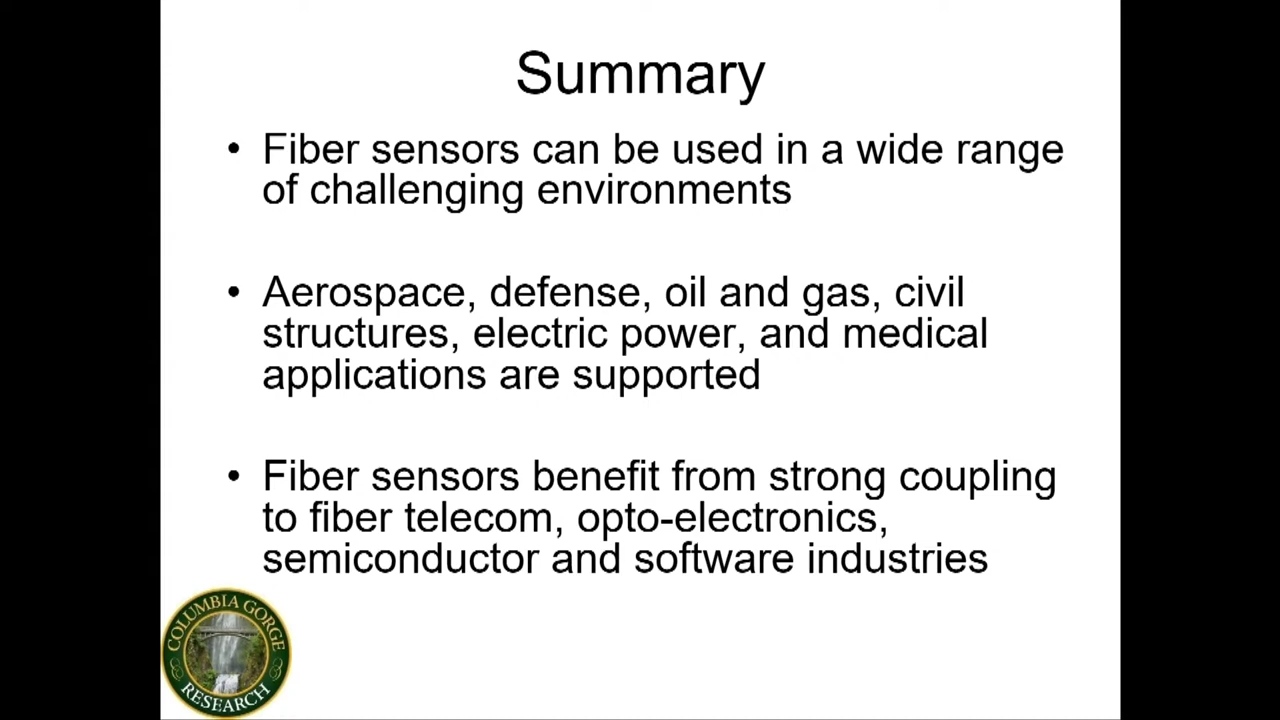 Summary
• Fiber sensors can be used in a wide range
of challenging environments
• Aerospace, defense, oil and gas, civil
structures, electric power, and medical
applications are supported
• Fiber sensors benefit from strong coupling
to fiber telecom, opto-electronics,
semiconductor and software industries
COLUMBIA GORGE
RESEARCH